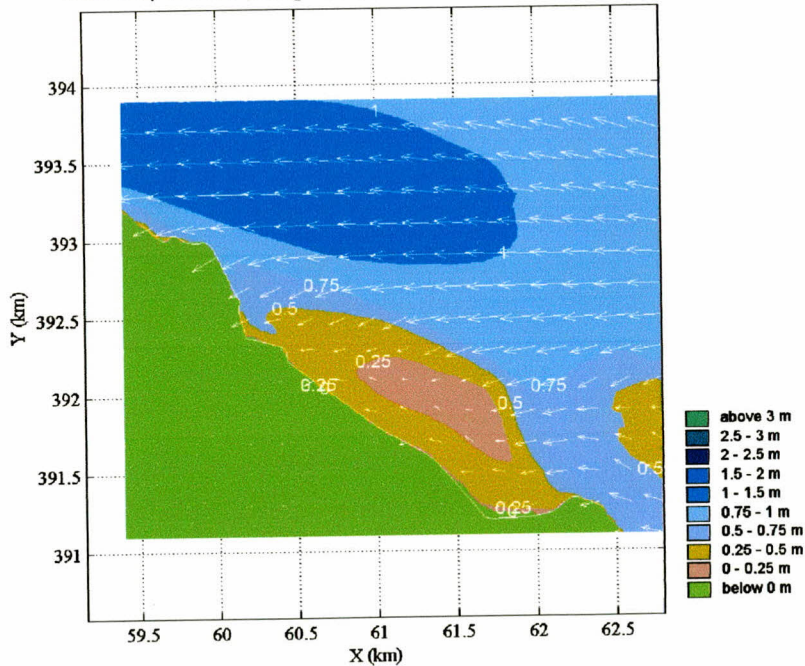 394
393.5
393
392.5
392
391.5
391
Y (km)
59.5 60 60.5 61 61.5 62 62.5
X (km)
1
1
0.75
0.5
0.25
0.25
0.75
0.5
0.5
0.25
above 3 m
2.5 - 3 m
2 - 2.5 m
1.5 - 2 m
1 - 1.5 m
0.75 - 1 m
0.5 - 0.75 m
0.25 - 0.5 m
0 - 0.25 m
below 0 m